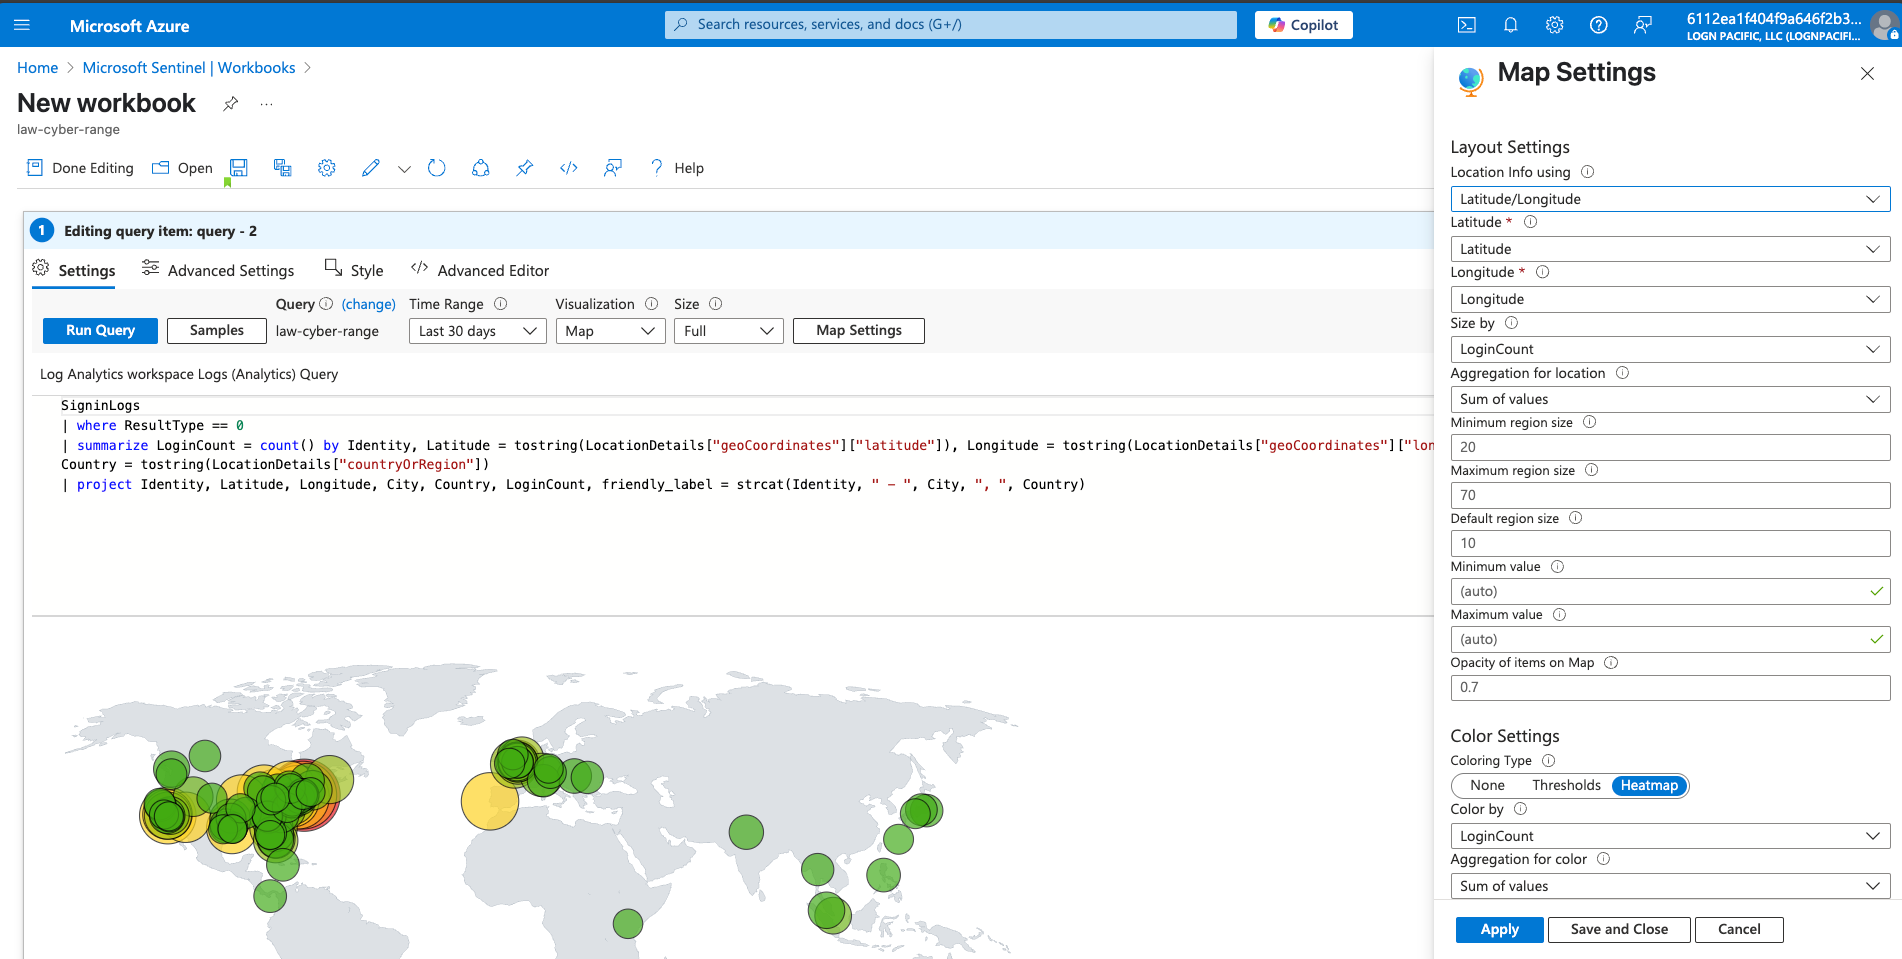 Microsoft Azure
Search resources, services, and docs (G+/)
Copilot
6112ea1f404f9a646f2b3...
LOGN PACIFIC, LLC (LOGNPACIFI...
Home > Microsoft Sentinel | Workbooks >
New workbook
...
law-cyber-range
Done Editing
Open
Help
1 Editing query item: query - 2
Settings
Advanced Settings
Style
Advanced Editor
Query (change) Time Range Visualization Size
Run Query Samples law-cyber-range Last 30 days Map Full Map Settings
Log Analytics workspace Logs (Analytics) Query
SigninLogs
| where ResultType == 0
| summarize LoginCount = count() by Identity, Latitude = tostring(LocationDetails["geoCoordinates"]["latitude"]), Longitude = tostring(LocationDetails["geoCoordinates"]["lon
Country = tostring(LocationDetails["countryOrRegion"])
| project Identity, Latitude, Longitude, City, Country, LoginCount, friendly_label = strcat(Identity, " - ", City, ", ", Country)
Map Settings
Layout Settings
Location Info using
Latitude/Longitude
Latitude *
Latitude
Longitude *
Longitude
Size by
LoginCount
Aggregation for location
Sum of values
Minimum region size
20
Maximum region size
70
Default region size
10
Minimum value
(auto)
Maximum value
(auto)
Opacity of items on Map
0.7
Color Settings
Coloring Type
None Thresholds Heatmap
Color by
LoginCount
Aggregation for color
Sum of values
Apply Save and Close Cancel